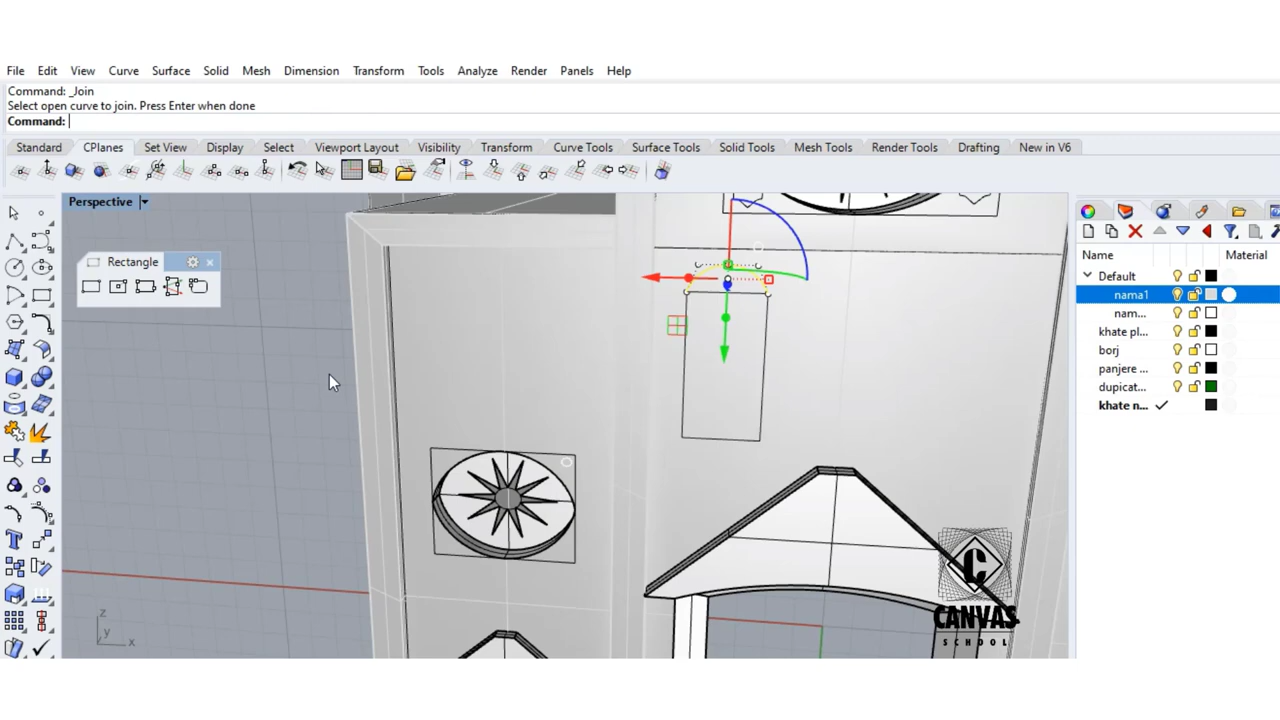 File Edit View Curve Surface Solid Mesh Dimension Transform Tools Analyze Render Panels Help
Command: _Join
Select open curve to join. Press Enter when done
Command:
Standard CPlanes Set View Display Select Viewport Layout Visibility Transform Curve Tools Surface Tools Solid Tools Mesh Tools Render Tools Drafting New in V6
Perspective
Rectangle
Name Material
Default
nama1
nam...
khate pl...
borj
panjere ...
dupicat...
khate n...
z
y x
C
CANVAS
SCHOOL